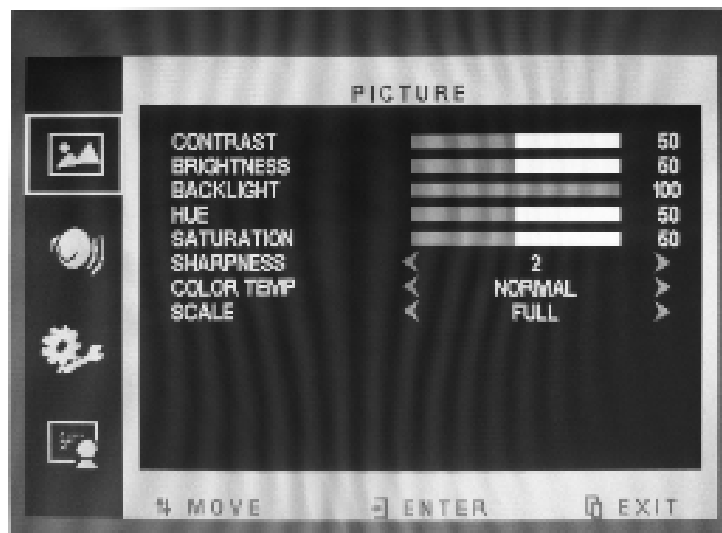 PICTURE
CONTRAST 50
BRIGHTNESS 50
BACKLIGHT 100
HUE 50
SATURATION 50
SHARPNESS 2
COLOR TEMP NORMAL
SCALE FULL
MOVE ENTER EXIT